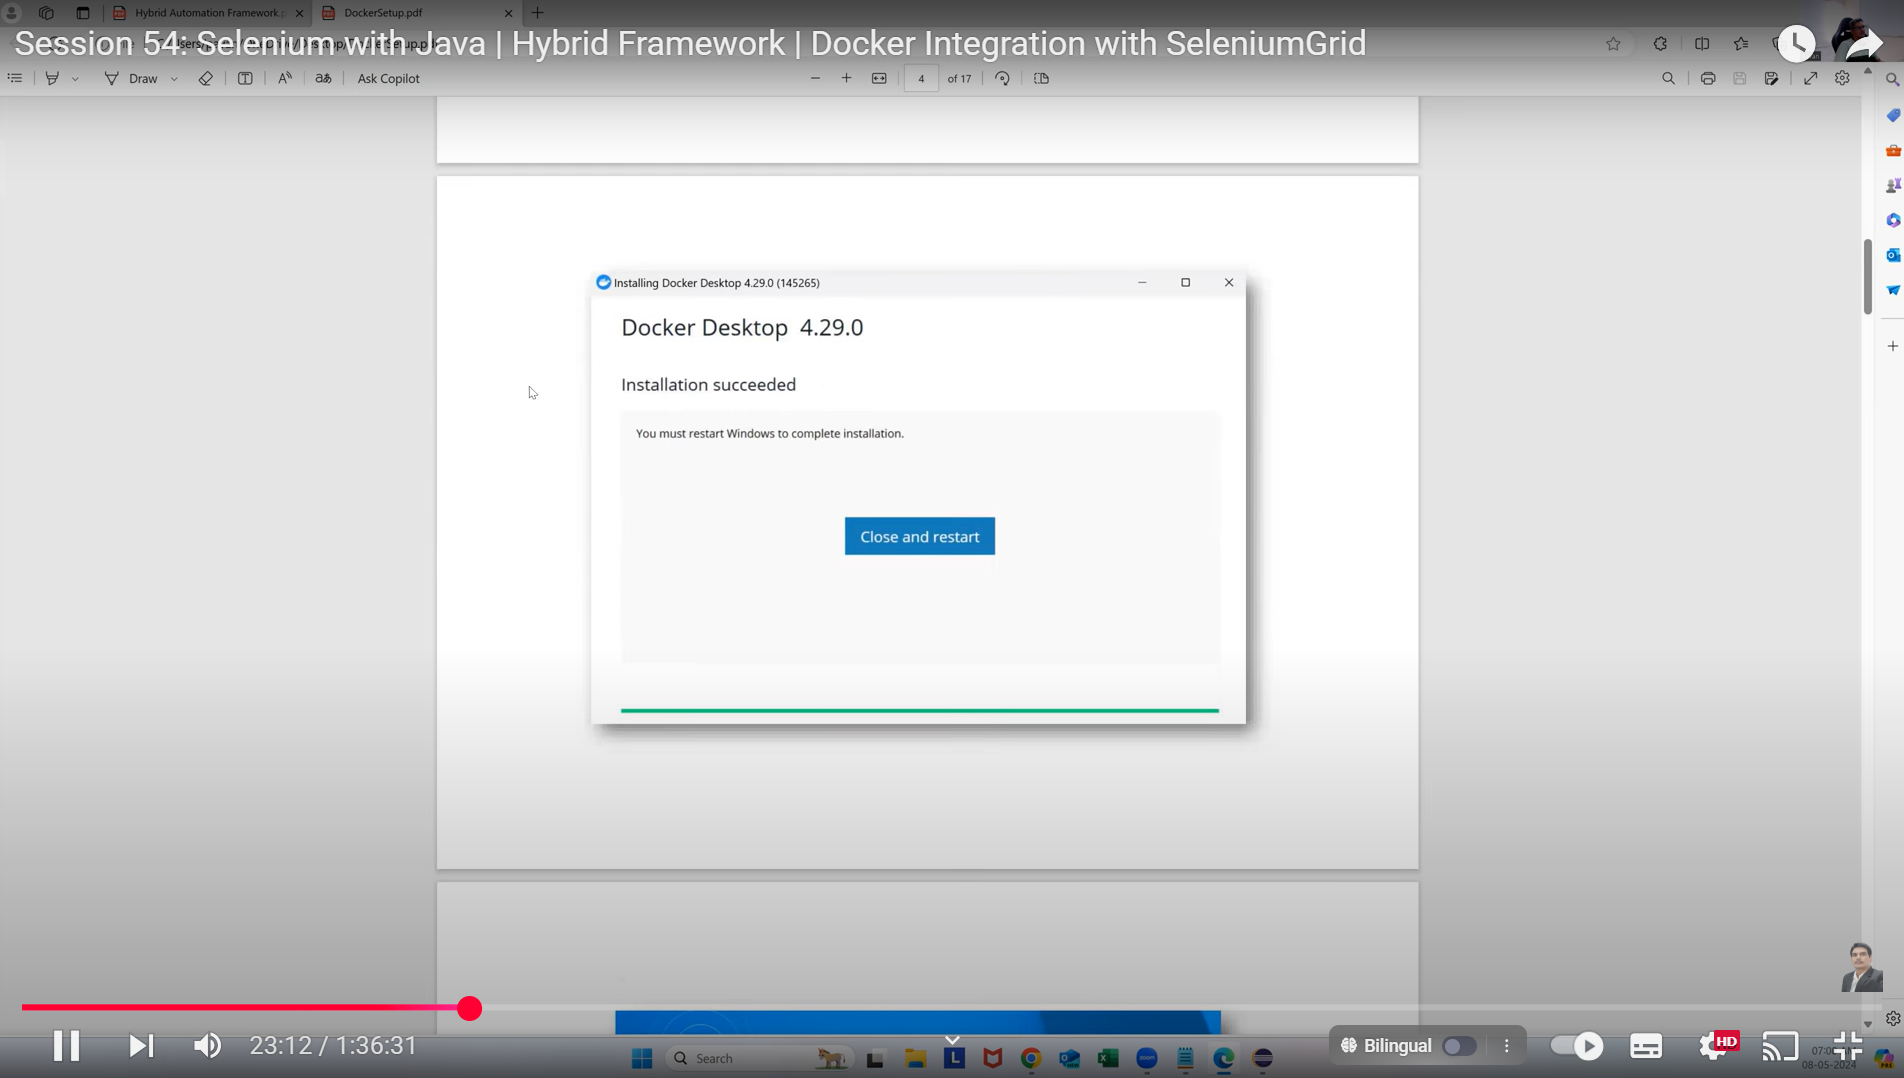 Hybrid Automation Framework.p
DockerSetup.pdf
Session 54: Selenium with Java | Hybrid Framework | Docker Integration with SeleniumGrid
Draw
aあ
Ask Copilot
4
of 17
Installing Docker Desktop 4.29.0 (145265)
Docker Desktop 4.29.0
Installation succeeded
You must restart Windows to complete installation.
Close and restart
23:12 / 1:36:31
Search
L
Bilingual
HD
08-05-2024